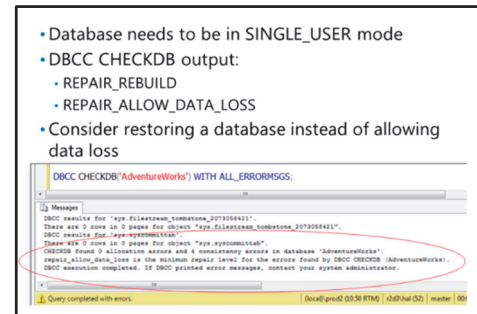 • Database needs to be in SINGLE_USER mode
• DBCC CHECKDB output:
• REPAIR_REBUILD
• REPAIR_ALLOW_DATA_LOSS
• Consider restoring a database instead of allowing
data loss
DBCC CHECKDB('AdventureWorks') WITH ALL_ERRORMSGS;
Messages
DBCC results for 'sys.filestream_tombstone_2073058421'.
There are 0 rows in 0 pages for object "sys.filestream_tombstone_2073058421".
DBCC results for 'sys.syscommittab'.
There are 0 rows in 0 pages for object "sys.syscommittab".
CHECKDB found 0 allocation errors and 4 consistency errors in database 'AdventureWorks'.
repair_allow_data_loss is the minimum repair level for the errors found by DBCC CHECKDB (AdventureWorks).
DBCC execution completed. If DBCC printed error messages, contact your system administrator.
Query completed with errors.
(local)\prod2 (10.50 RTM)
r2d3\hal (52)
master